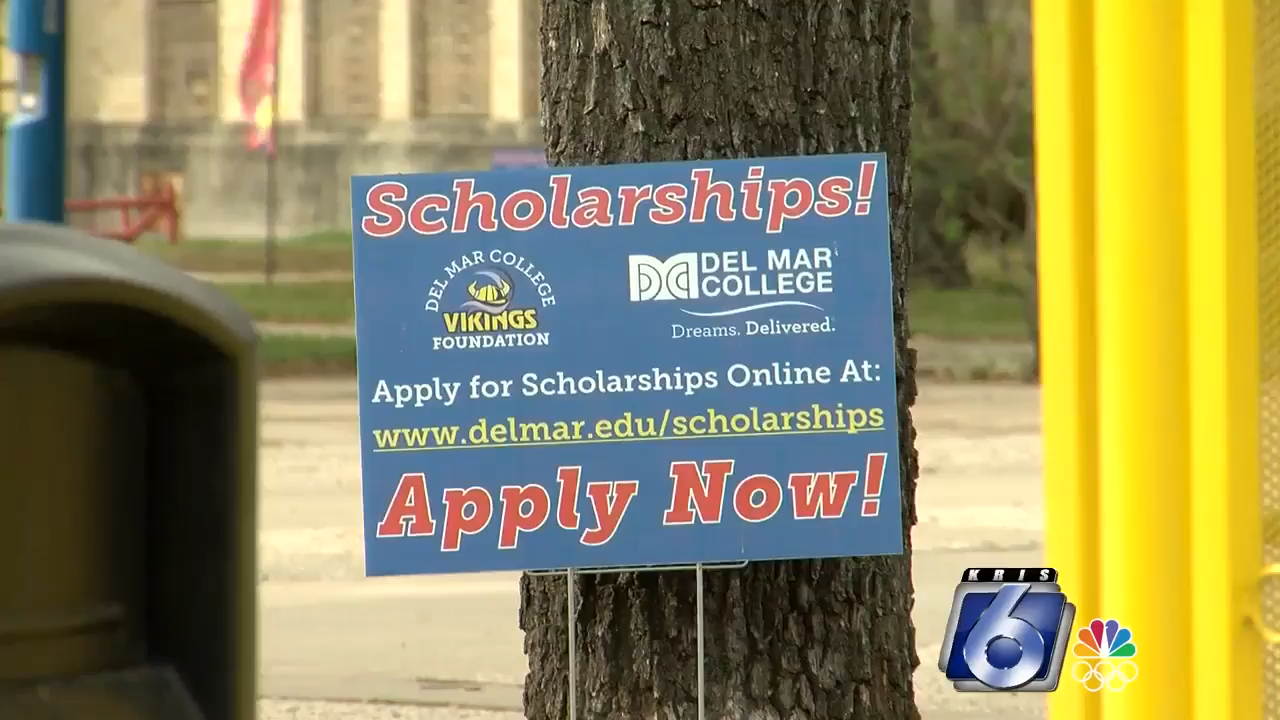 Scholarships!
DEL MAR COLLEGE
VIKINGS
FOUNDATION
DEL MAR
COLLEGE
Dreams. Delivered.
Apply for Scholarships Online At:
www.delmar.edu/scholarships
Apply Now!
KRIS
6